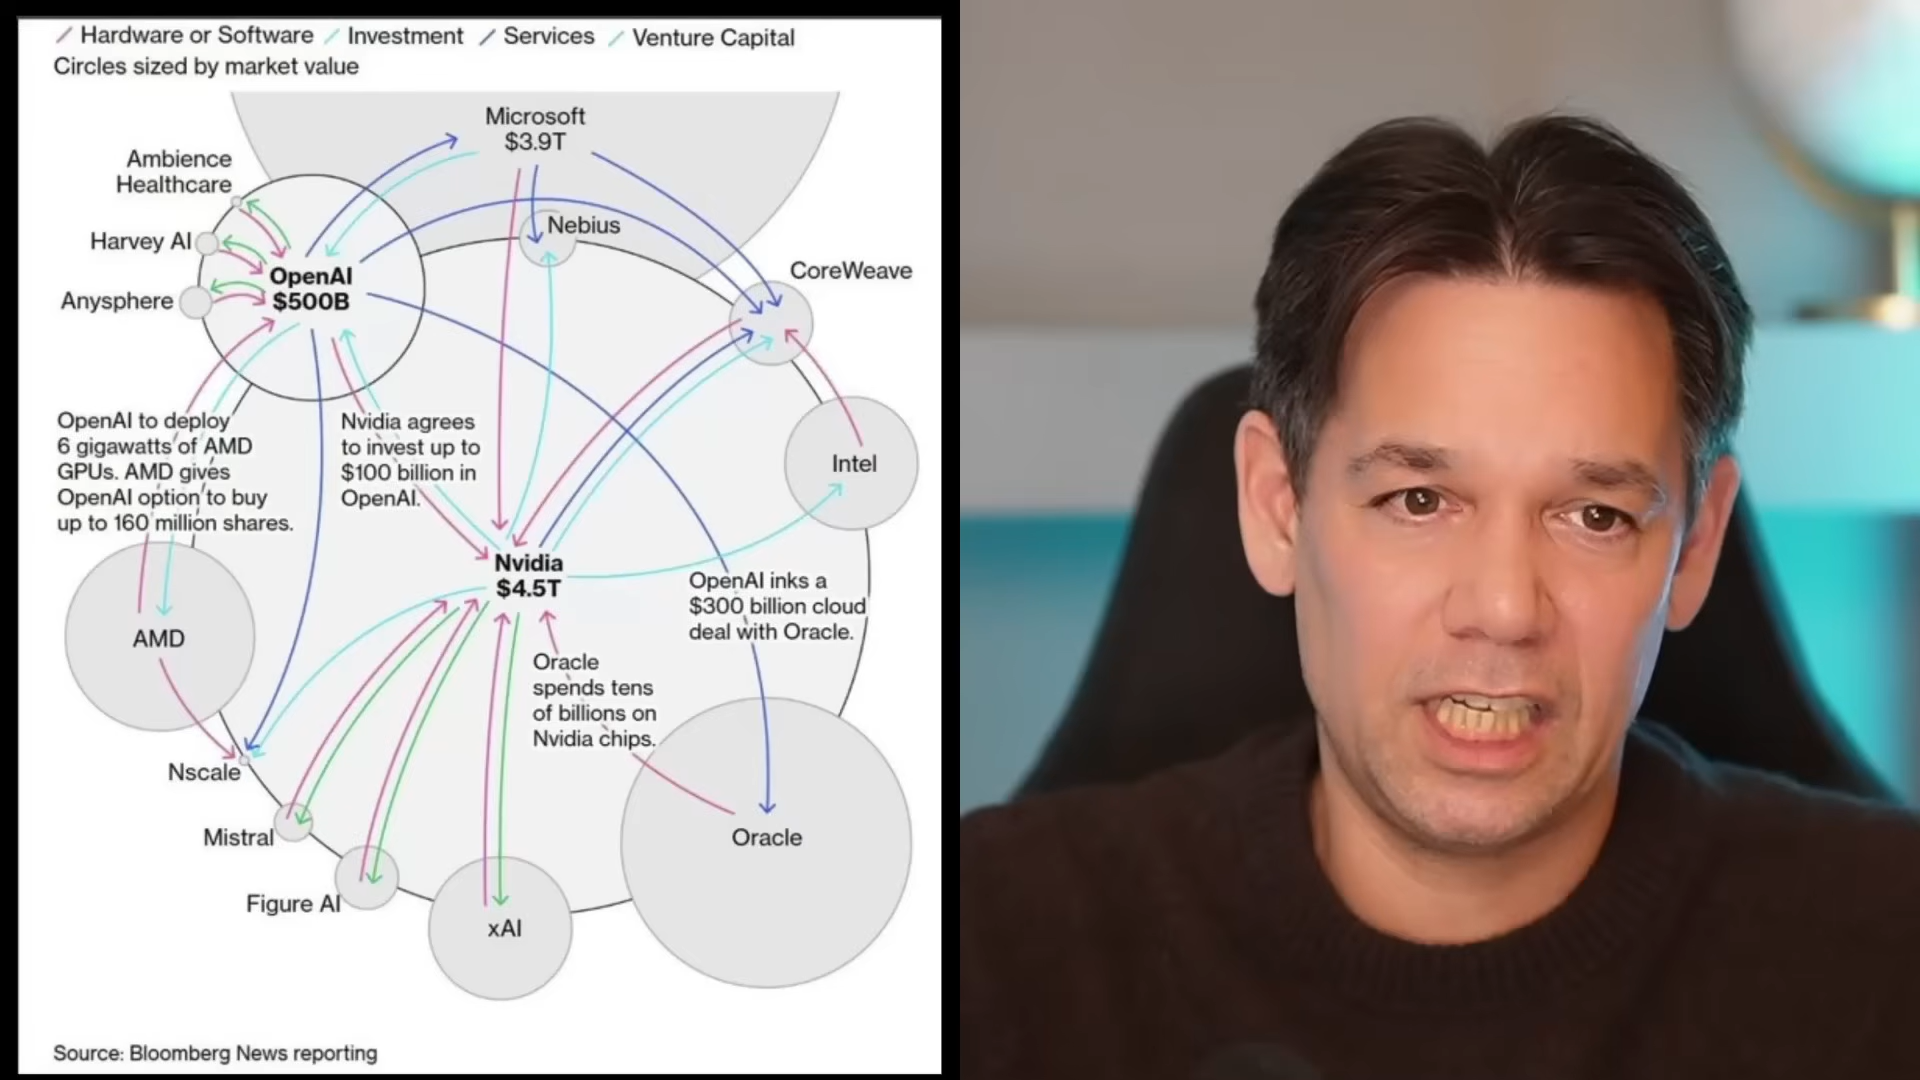 Hardware or Software Investment Services Venture Capital
Circles sized by market value
Microsoft
$3.9T
Ambience
Healthcare
Nebius
Harvey AI
CoreWeave
OpenAI
$500B
Anysphere
OpenAI to deploy
6 gigawatts of AMD
GPUs. AMD gives
OpenAI option to buy
up to 160 million shares.
Nvidia agrees
to invest up to
$100 billion in
OpenAI.
Intel
Nvidia
$4.5T
OpenAI inks a
$300 billion cloud
deal with Oracle.
AMD
Oracle
spends tens
of billions on
Nvidia chips.
Nscale
Mistral
Oracle
Figure AI
xAI
Source: Bloomberg News reporting